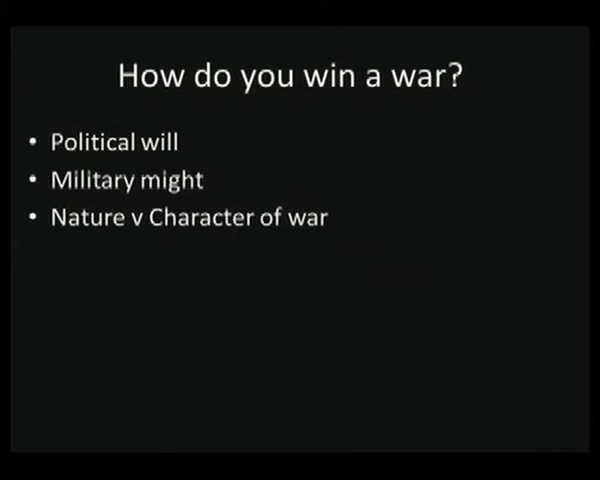 How do you win a war?
• Political will
• Military might
• Nature v Character of war